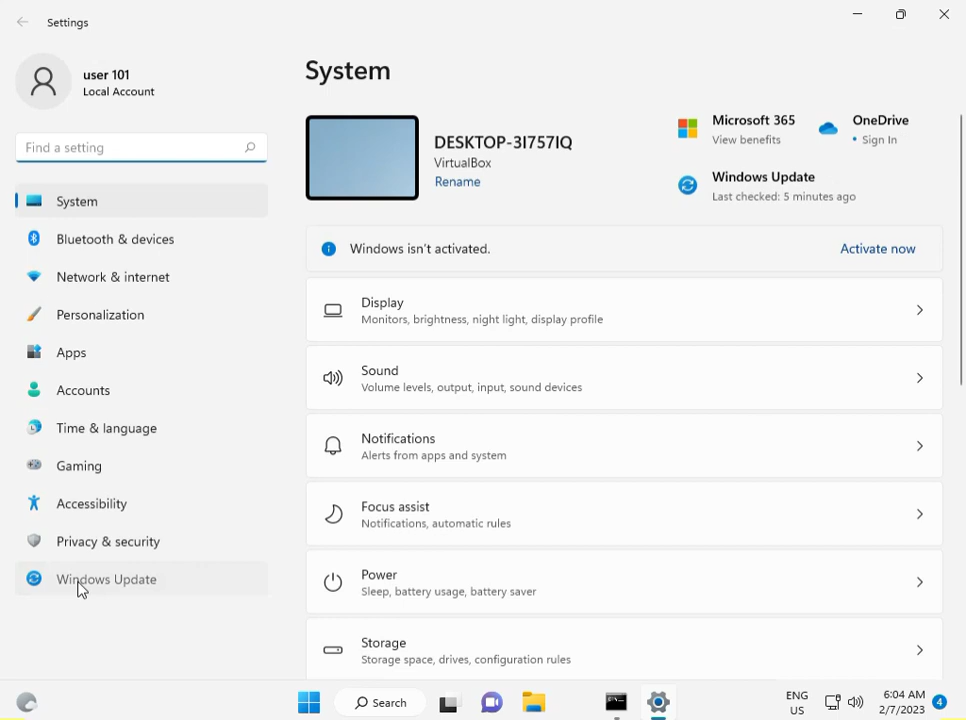 Settings
user 101
Local Account
Find a setting
System
Bluetooth & devices
Network & internet
Personalization
Apps
Accounts
Time & language
Gaming
Accessibility
Privacy & security
Windows Update
System
DESKTOP-3I757IQ
VirtualBox
Rename
Microsoft 365
View benefits
OneDrive
• Sign In
Windows Update
Last checked: 5 minutes ago
Windows isn't activated.
Activate now
Display
Monitors, brightness, night light, display profile
Sound
Volume levels, output, input, sound devices
Notifications
Alerts from apps and system
Focus assist
Notifications, automatic rules
Power
Sleep, battery usage, battery saver
Storage
Storage space, drives, configuration rules
Search
ENG
US
6:04 AM
2/7/2023
4